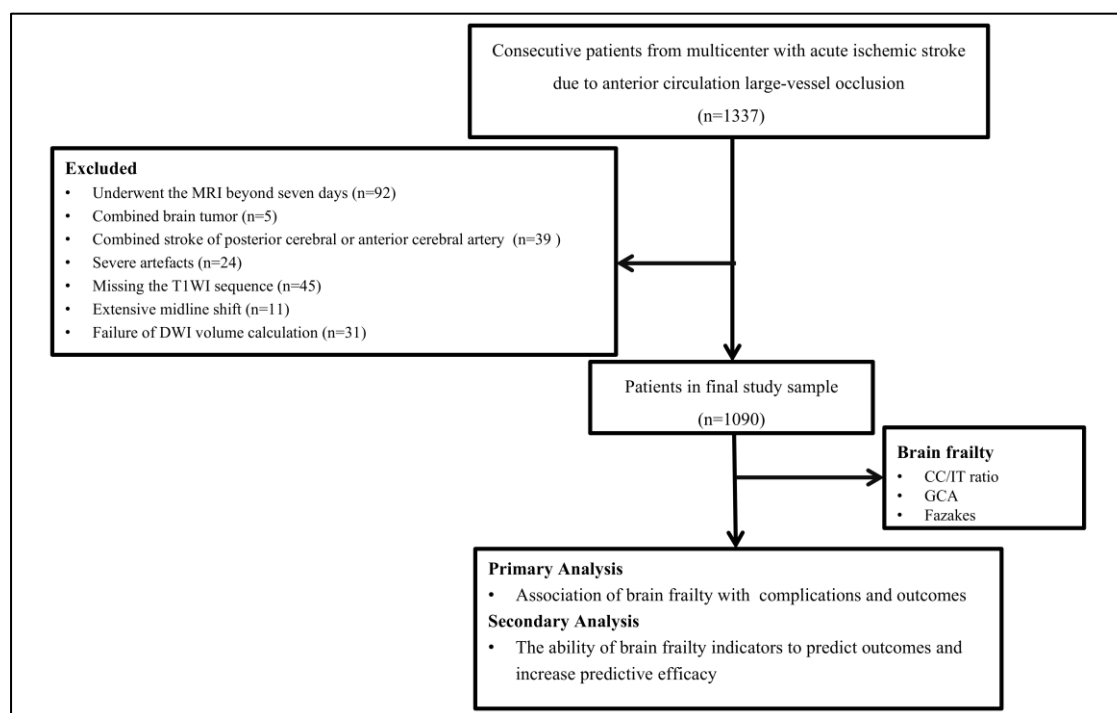 Consecutive patients from multicenter with acute ischemic stroke
due to anterior circulation large-vessel occlusion
(n=1337)
Excluded
• Underwent the MRI beyond seven days (n=92)
• Combined brain tumor (n=5)
• Combined stroke of posterior cerebral or anterior cerebral artery (n=39 )
• Severe artefacts (n=24)
• Missing the T1WI sequence (n=45)
• Extensive midline shift (n=11)
• Failure of DWI volume calculation (n=31)
Patients in final study sample
(n=1090)
Brain frailty
• CC/IT ratio
• GCA
• Fazakes
Primary Analysis
• Association of brain frailty with complications and outcomes
Secondary Analysis
• The ability of brain frailty indicators to predict outcomes and
increase predictive efficacy